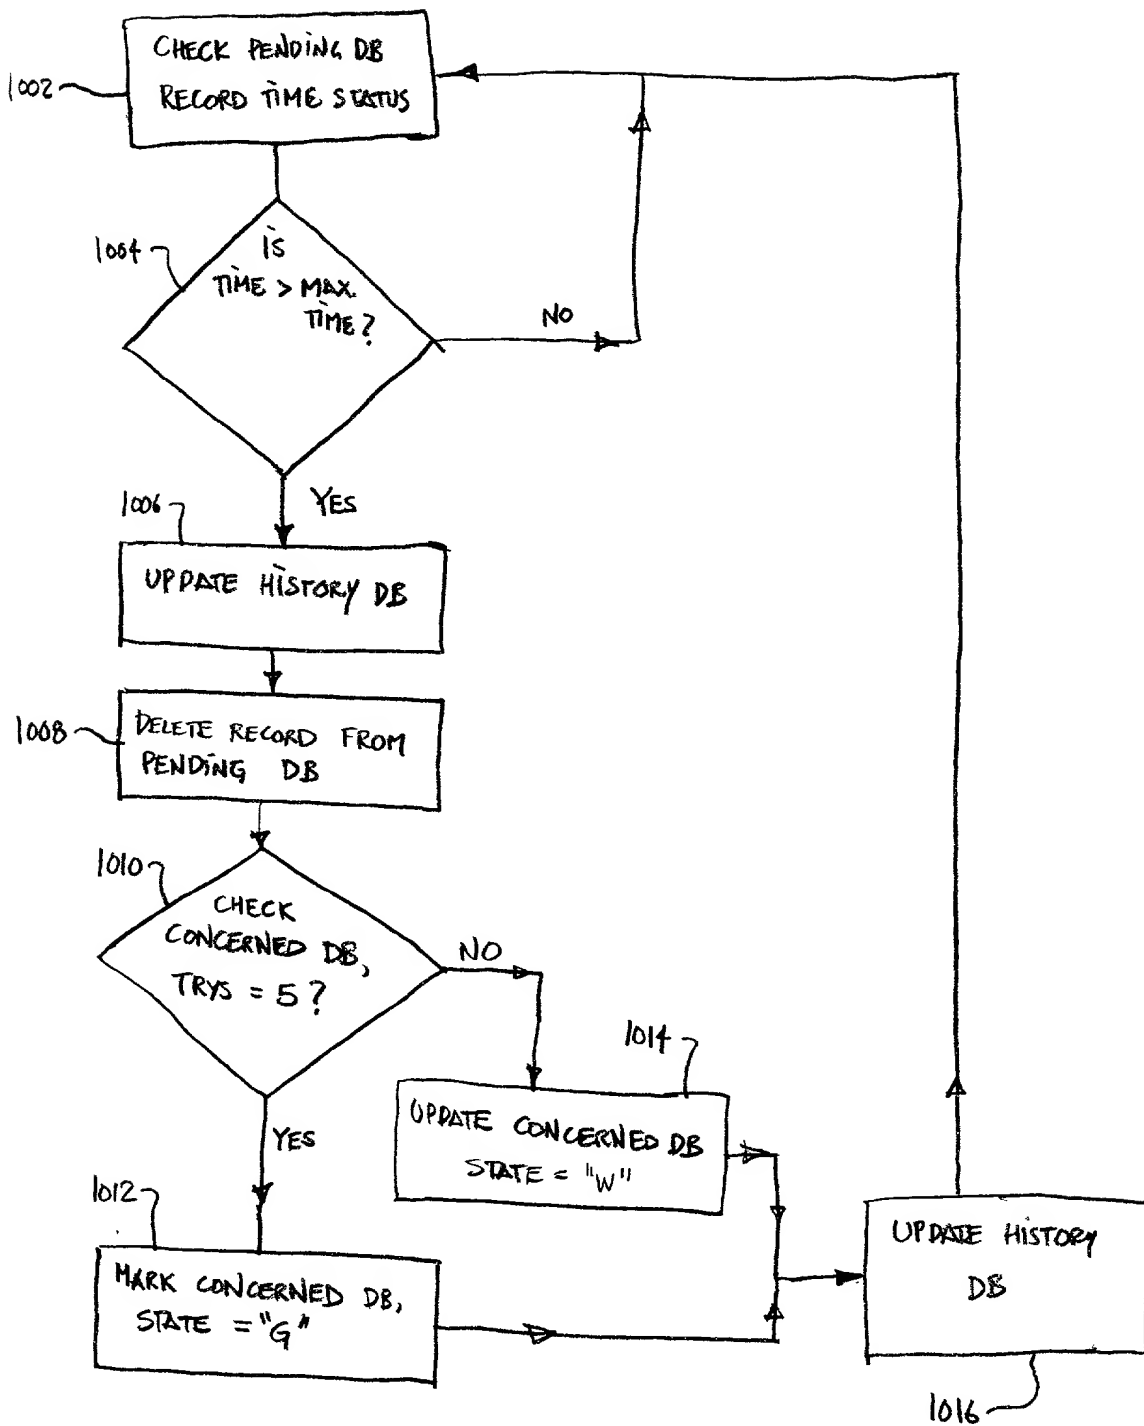 CHECK PENDING DB
RECORD TIME STATUS
1002
1004
IS
TIME > MAX.
TIME?
NO
YES
1006
UPDATE HISTORY DB
1008
DELETE RECORD FROM
PENDING DB
1010
CHECK
CONCERNED DB,
TRYS = 5?
NO
YES
1014
UPDATE CONCERNED DB
STATE = "W"
1012
MARK CONCERNED DB,
STATE = "G"
UPDATE HISTORY
DB
1016